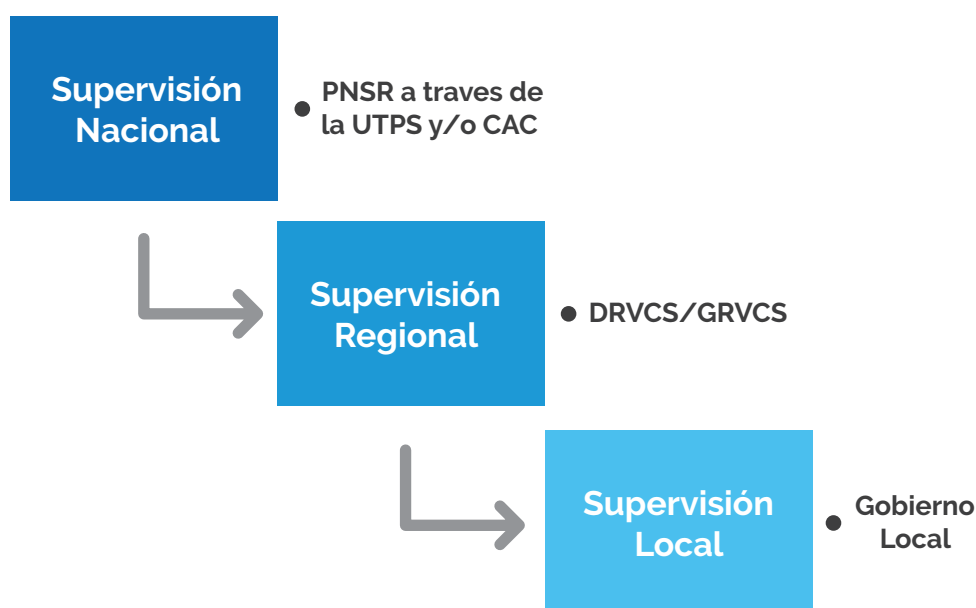 Supervisión
Nacional
• PNSR a traves de
la UTPS y/o CAC
Supervisión
Regional
• DRVCS/GRVCS
Supervisión
Local
• Gobierno
Local